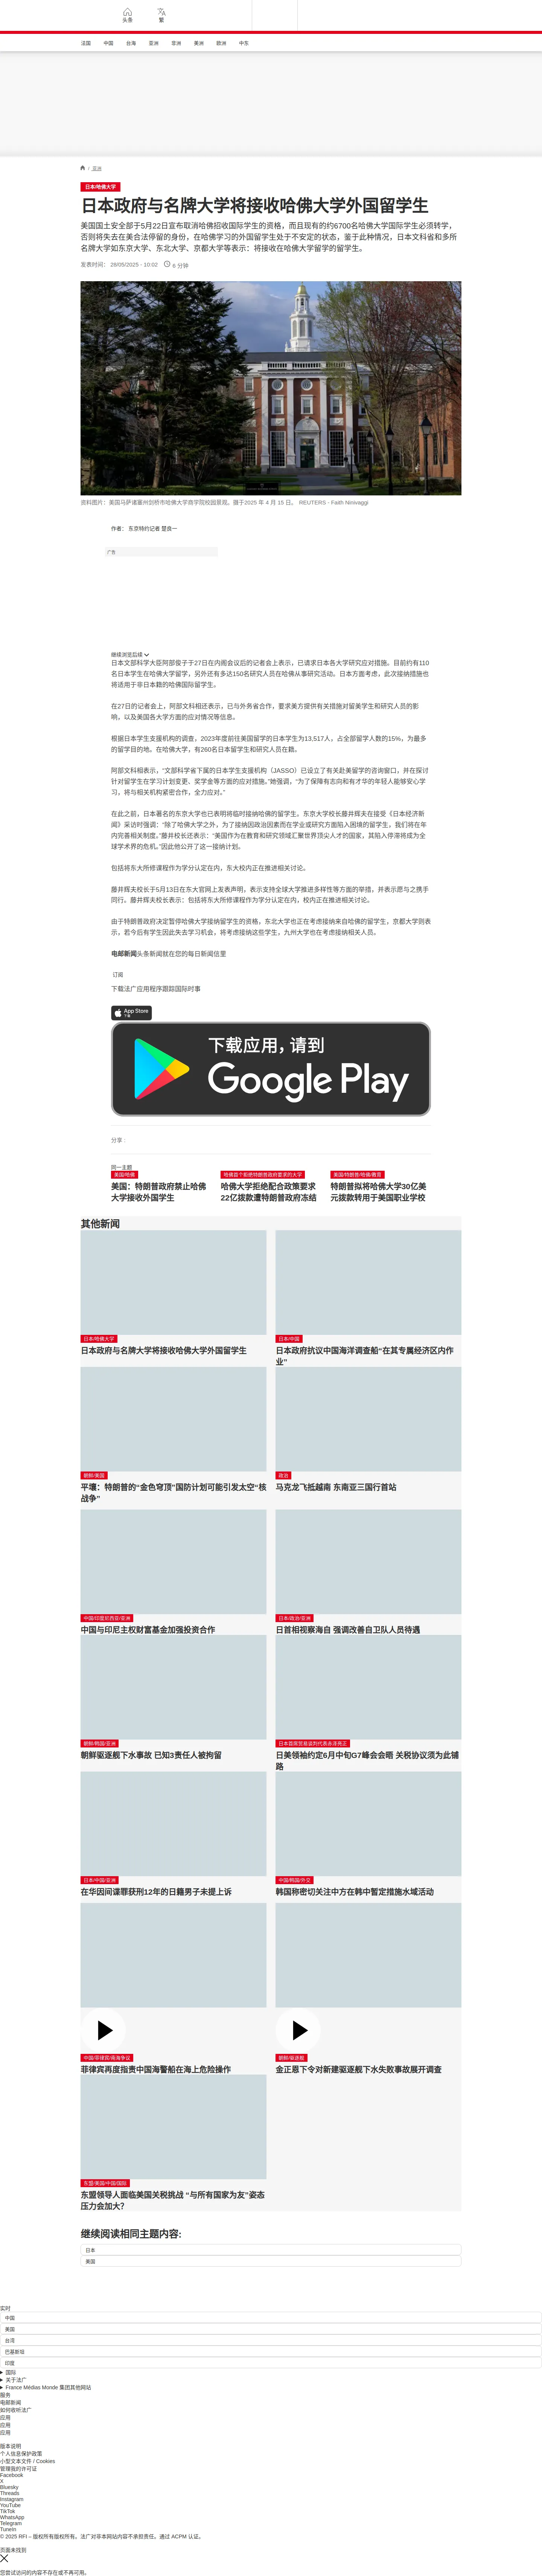 头条
繁
法国
中国
台海
亚洲
非洲
美洲
欧洲
中东
/ 亚洲
日本/哈佛大学
日本政府与名牌大学将接收哈佛大学外国留学生
美国国土安全部于5月22日宣布取消哈佛招收国际学生的资格，而且现有的约6700名哈佛大学国际学生必须转学，
否则将失去在美合法停留的身份，在哈佛学习的外国留学生处于不安定的状态，鉴于此种情况，日本文科省和多所
名牌大学如东京大学、东北大学、京都大学等表示：将接收在哈佛大学留学的留学生。
发表时间： 28/05/2025 - 10:02
6 分钟
资料图片：美国马萨诸塞州剑桥市哈佛大学商学院校园景观。摄于2025 年 4 月 15 日。 REUTERS - Faith Ninivaggi
作者： 东京特约记者 楚良一
广告
继续浏览后续
日本文部科学大臣阿部俊子于27日在内阁会议后的记者会上表示，已请求日本各大学研究应对措施。目前约有110
名日本学生在哈佛大学留学，另外还有多达150名研究人员在哈佛从事研究活动。日本方面考虑，此次接纳措施也
将适用于非日本籍的哈佛国际留学生。
在27日的记者会上，阿部文科相还表示，已与外务省合作，要求美方提供有关措施对留美学生和研究人员的影
响，以及美国各大学方面的应对情况等信息。
根据日本学生支援机构的调查，2023年度前往美国留学的日本学生为13,517人，占全部留学人数的15%，为最多
的留学目的地。在哈佛大学，有260名日本留学生和研究人员在籍。
阿部文科相表示，“文部科学省下属的日本学生支援机构（JASSO）已设立了有关赴美留学的咨询窗口，并在探讨
针对留学生在学习计划变更、奖学金等方面的应对措施。”她强调，“为了保障有志向和有才华的年轻人能够安心学
习，将与相关机构紧密合作，全力应对。”
在此之前，日本著名的东京大学也已表明将临时接纳哈佛的留学生。东京大学校长藤井辉夫在接受《日本经济新
闻》采访时强调：“除了哈佛大学之外，为了接纳因政治因素而在学业或研究方面陷入困境的留学生，我们将在年
内完善相关制度。”藤井校长还表示：“美国作为在教育和研究领域汇聚世界顶尖人才的国家，其陷入停滞将成为全
球学术界的危机。”因此他公开了这一接纳计划。
包括将东大所修课程作为学分认定在内，东大校内正在推进相关讨论。
藤井辉夫校长于5月13日在东大官网上发表声明，表示支持全球大学推进多样性等方面的举措，并表示愿与之携手
同行。藤井辉夫校长表示：包括将东大所修课程作为学分认定在内，校内正在推进相关讨论。
由于特朗普政府决定暂停哈佛大学接纳留学生的资格，东北大学也正在考虑接纳来自哈佛的留学生，京都大学则表
示，若今后有学生因此失去学习机会，将考虑接纳这些学生，九州大学也在考虑接纳相关人员。
电邮新闻头条新闻就在您的每日新闻信里
订阅
下载法广应用程序跟踪国际时事
App Store
下载
下载应用，请到
Google Play
分享 :
同一主题
美国/哈佛
美国：特朗普政府禁止哈佛
大学接收外国学生
哈佛首个拒绝特朗普政府要求的大学
哈佛大学拒绝配合政策要求
22亿拨款遭特朗普政府冻结
美国/特朗普/哈佛/教育
特朗普拟将哈佛大学30亿美
元拨款转用于美国职业学校
其他新闻
日本/哈佛大学
日本政府与名牌大学将接收哈佛大学外国留学生
日本/中国
日本政府抗议中国海洋调查船“在其专属经济区内作
业”
朝鲜/美国
平壤：特朗普的“金色穹顶”国防计划可能引发太空“核
战争”
政治
马克龙飞抵越南 东南亚三国行首站
中国/印度尼西亚/亚洲
中国与印尼主权财富基金加强投资合作
日本/政治/亚洲
日首相视察海自 强调改善自卫队人员待遇
朝鲜/韩国/亚洲
朝鲜驱逐舰下水事故 已知3责任人被拘留
日本首席贸易谈判代表赤泽亮正
日美领袖约定6月中旬G7峰会会晤 关税协议须为此铺
路
日本/中国/亚洲
在华因间谍罪获刑12年的日籍男子未提上诉
中国/韩国/外交
韩国称密切关注中方在韩中暂定措施水域活动
中国/菲律宾/南海争议
菲律宾再度指责中国海警船在海上危险操作
朝鲜/驱逐舰
金正恩下令对新建驱逐舰下水失败事故展开调查
东盟/美国/中国/国际
东盟领导人面临美国关税挑战 “与所有国家为友”姿态
压力会加大？
继续阅读相同主题内容:
日本
美国
实时
中国
美国
台湾
巴基斯坦
印度
国际
关于法广
France Médias Monde 集团其他网站
服务
电邮新闻
如何收听法广
应用
应用
应用
版本说明
个人信息保护政策
小型文本文件 / Cookies
管理我的许可证
Facebook
X
Bluesky
Threads
Instagram
YouTube
TikTok
WhatsApp
Telegram
TuneIn
© 2025 RFI – 版权所有版权所有。法广对非本网站内容不承担责任。通过 ACPM 认证。
页面未找到
您尝试访问的内容不存在或不再可用。